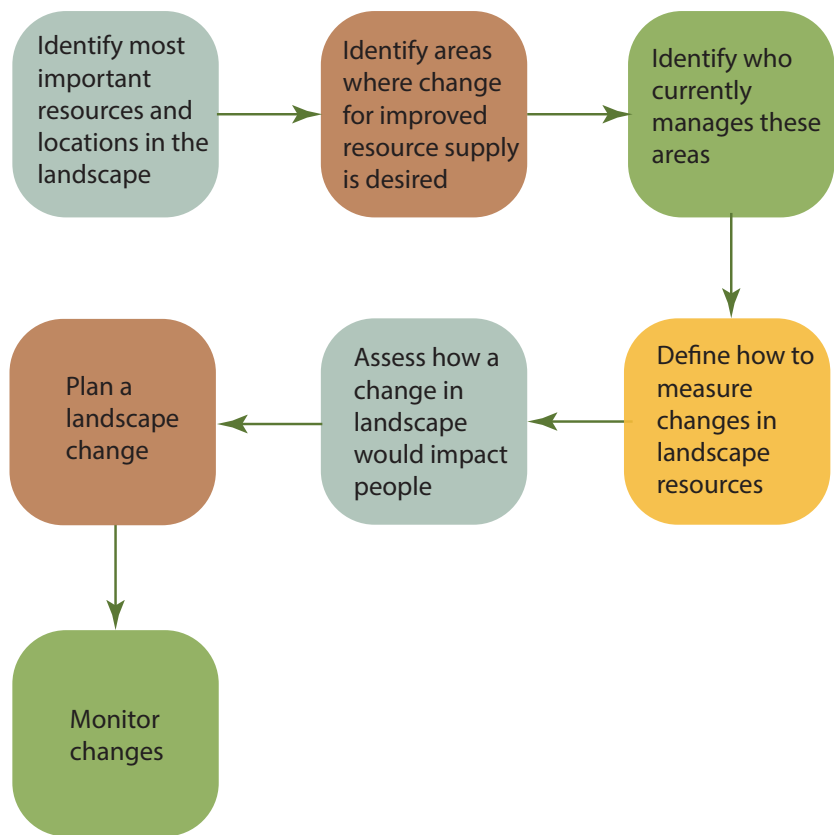 Identify most
important
resources and
locations in the
landscape
Identify areas
where change
for improved
resource supply
is desired
Identify who
currently
manages these
areas
Define how to
measure
changes in
landscape
resources
Assess how a
change in
landscape
would impact
people
Plan a
landscape
change
Monitor
changes